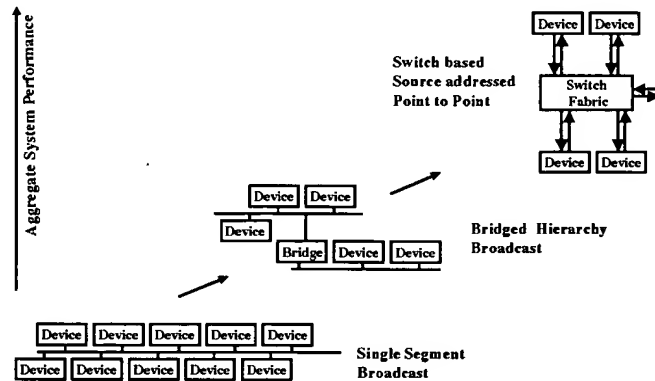 Aggregate System Performance
Device Device
Switch based
Source addressed
Point to Point
Switch
Fabric
Device Device
Device Device
Device
Bridge Device Device
Bridged Hierarchy
Broadcast
Device Device Device Device Device
Device Device Device Device Device
Single Segment
Broadcast